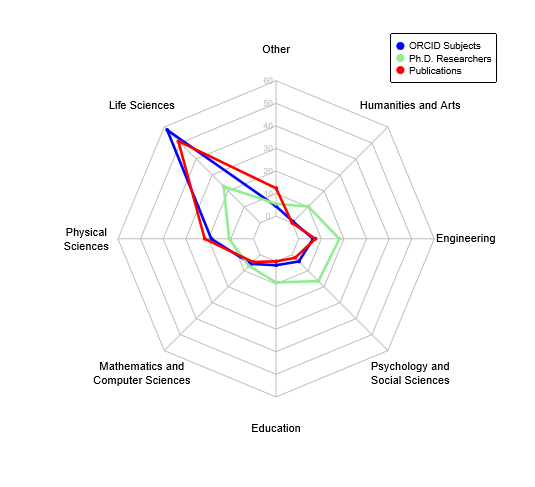 ORCID Subjects
Ph.D. Researchers
Publications
Other
Life Sciences
Humanities and Arts
60
50
40
30
20
10
0
Physical
Sciences
Engineering
Mathematics and
Computer Sciences
Psychology and
Social Sciences
Education